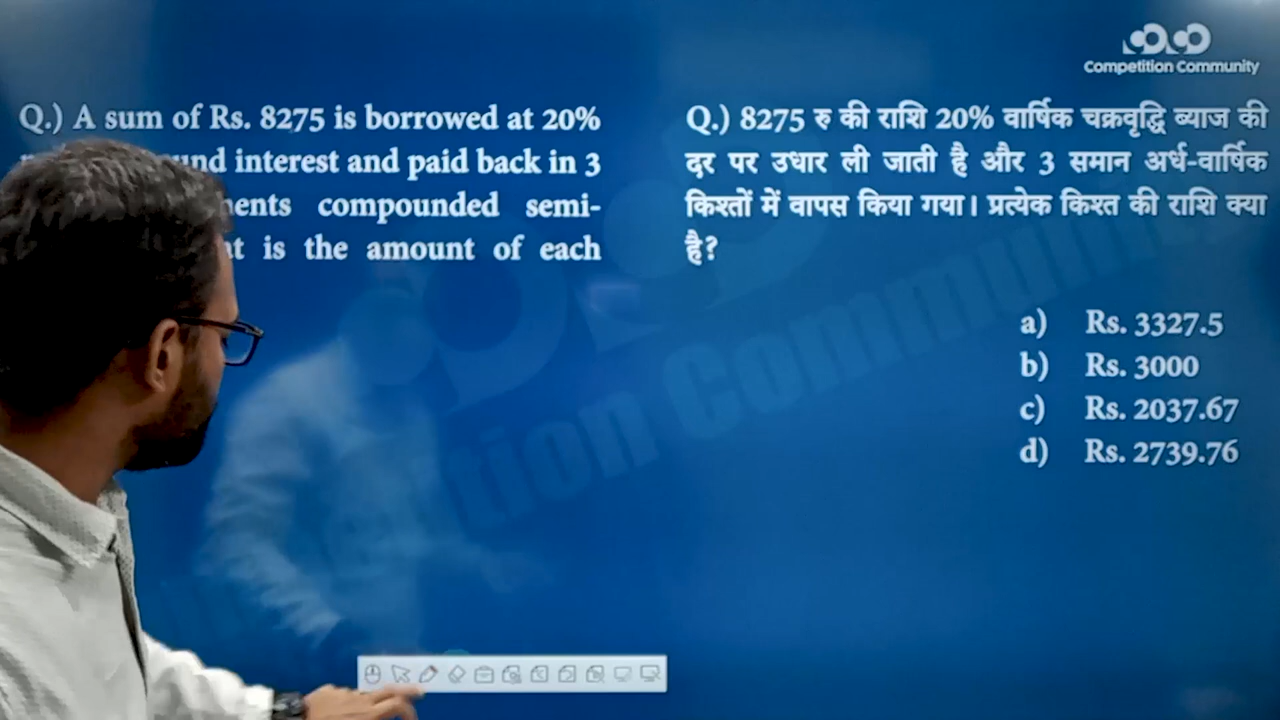 Competition Community
Q.) A sum of Rs. 8275 is borrowed at 20%
interest and paid back in 3
compounded semi-
is the amount of each
Q.) 8275 रु की राशि 20% वार्षिक चक्रवृद्धि ब्याज की
दर पर उधार ली जाती है और 3 समान अर्ध-वार्षिक
किश्तों में वापस किया गया। प्रत्येक किश्त की राशि क्या
है?
a) Rs. 3327.5
b) Rs. 3000
c) Rs. 2037.67
d) Rs. 2739.76